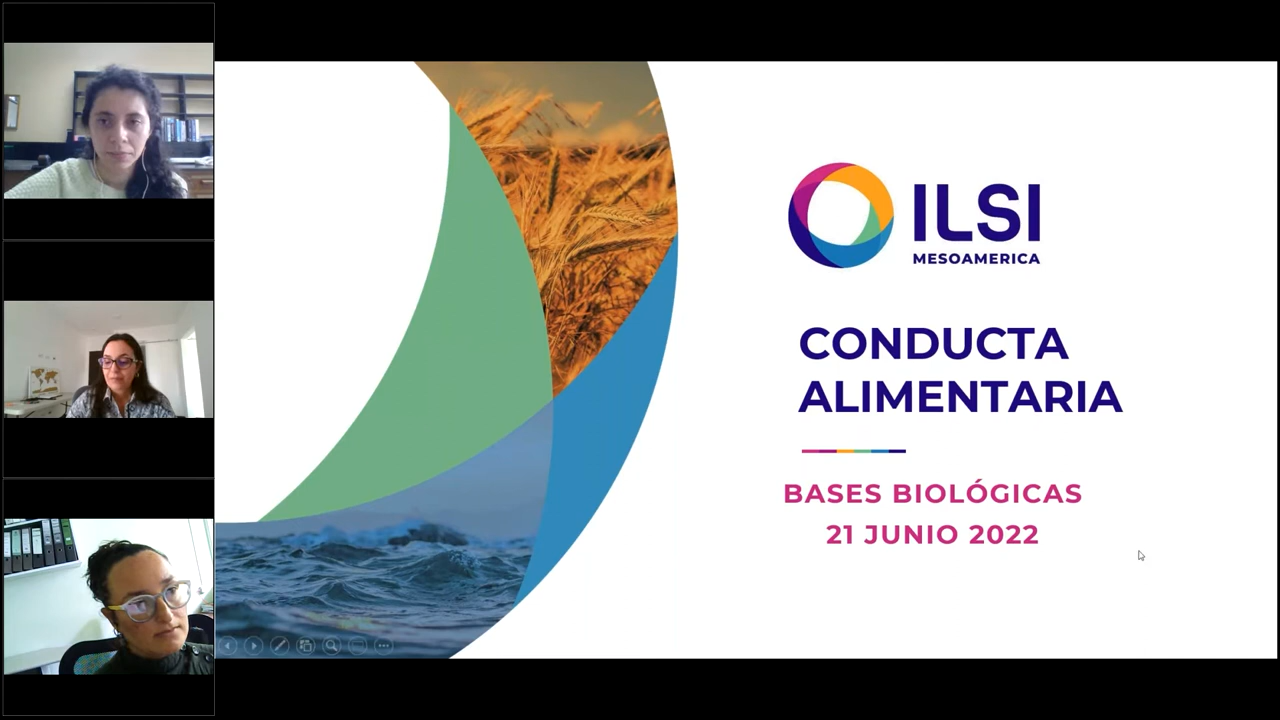 ILSI
MESOAMERICA
CONDUCTA
ALIMENTARIA
BASES BIOLÓGICAS
21 JUNIO 2022